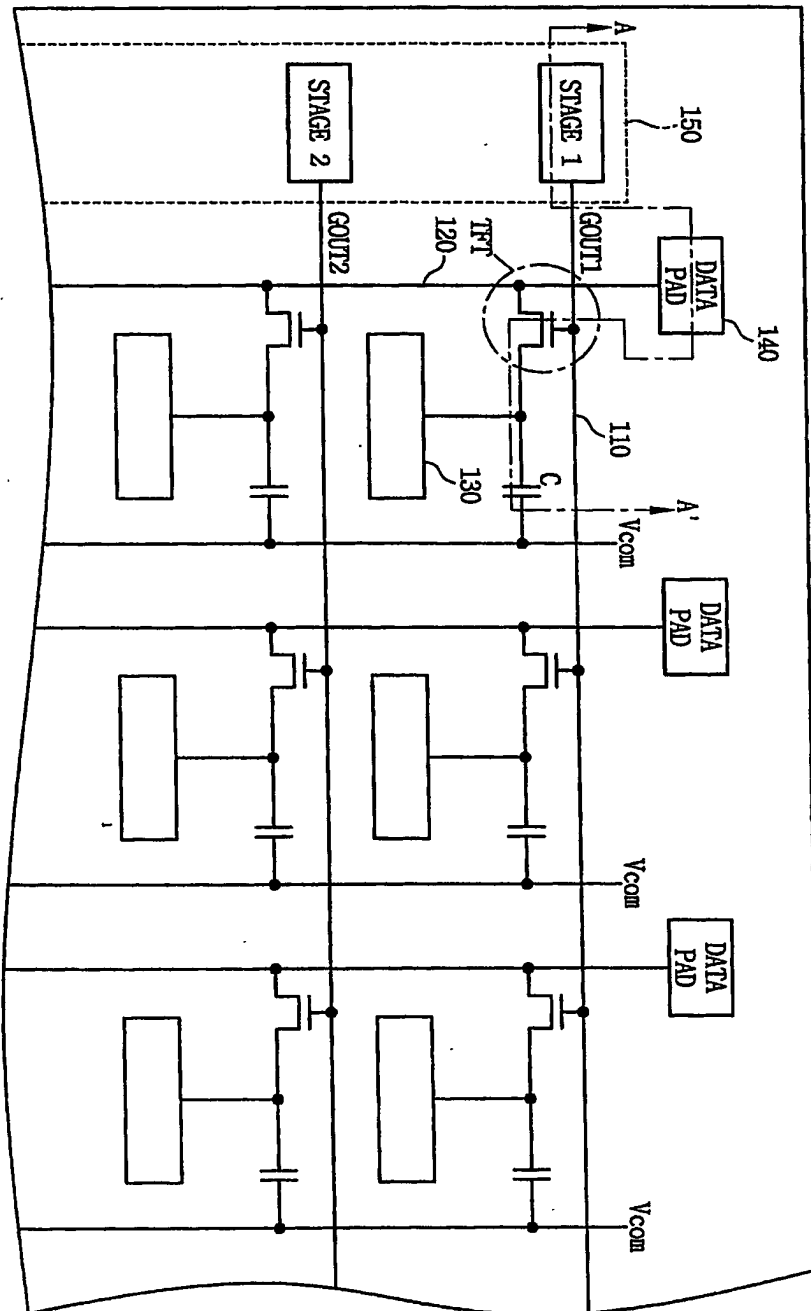 A
150
STAGE 1
STAGE 2
GOUT1
GOUT2
120
TFT
DATA
PAD
140
110
130
C
A'
Vcom
DATA
PAD
Vcom
DATA
PAD
Vcom